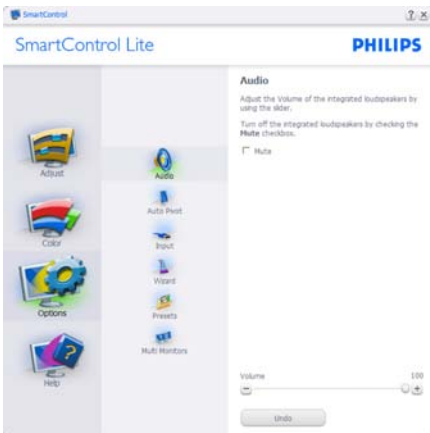 SmartControl
SmartControl Lite
PHILIPS
Adjust
Color
Options
Help
Audio
Auto Pivot
Input
Wizard
Presets
Multi Monitors
Audio
Adjust the Volume of the integrated loudspeakers by
using the slider.
Turn off the integrated loudspeakers by checking the
Mute checkbox.
Mute
Volume
100
Undo